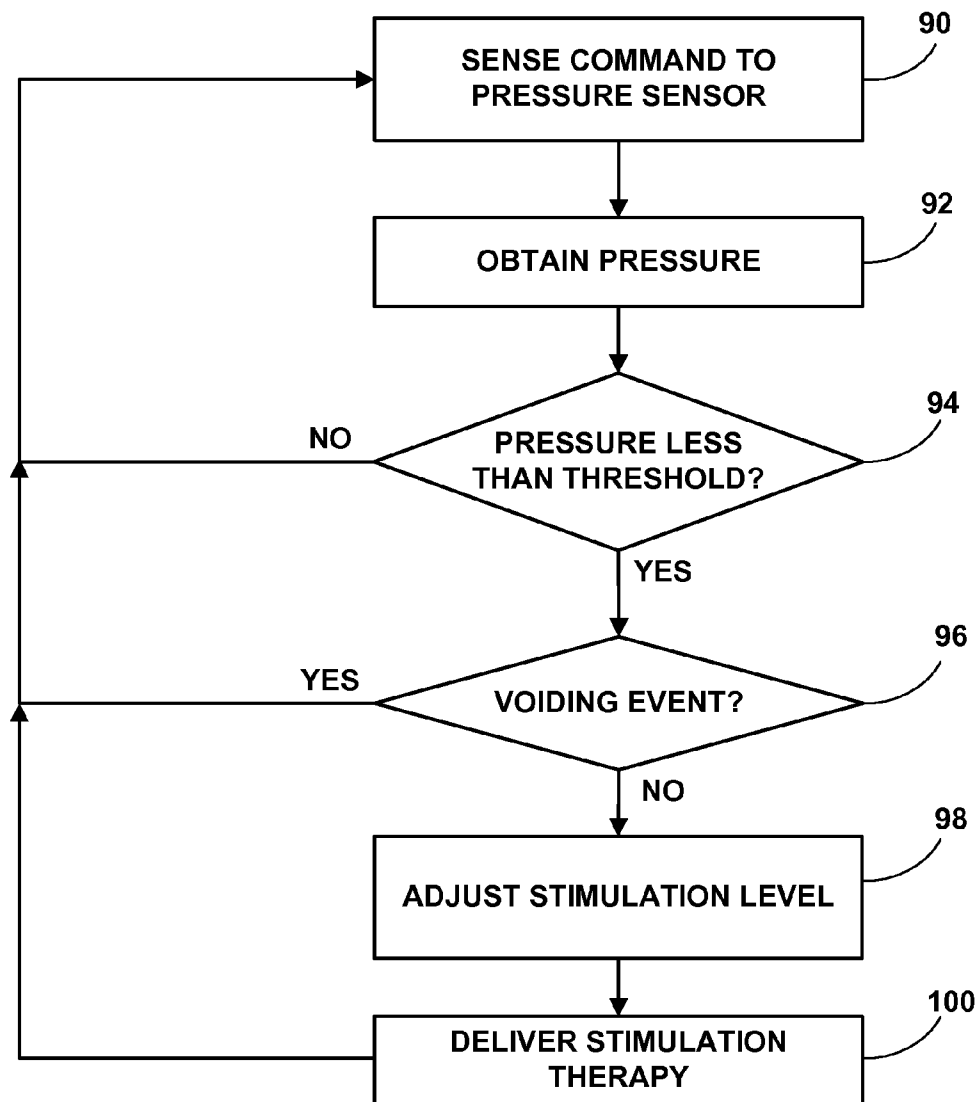 90
SENSE COMMAND TO
PRESSURE SENSOR
92
OBTAIN PRESSURE
94
NO
PRESSURE LESS
THAN THRESHOLD?
YES
96
YES
VOIDING EVENT?
NO
98
ADJUST STIMULATION LEVEL
100
DELIVER STIMULATION
THERAPY